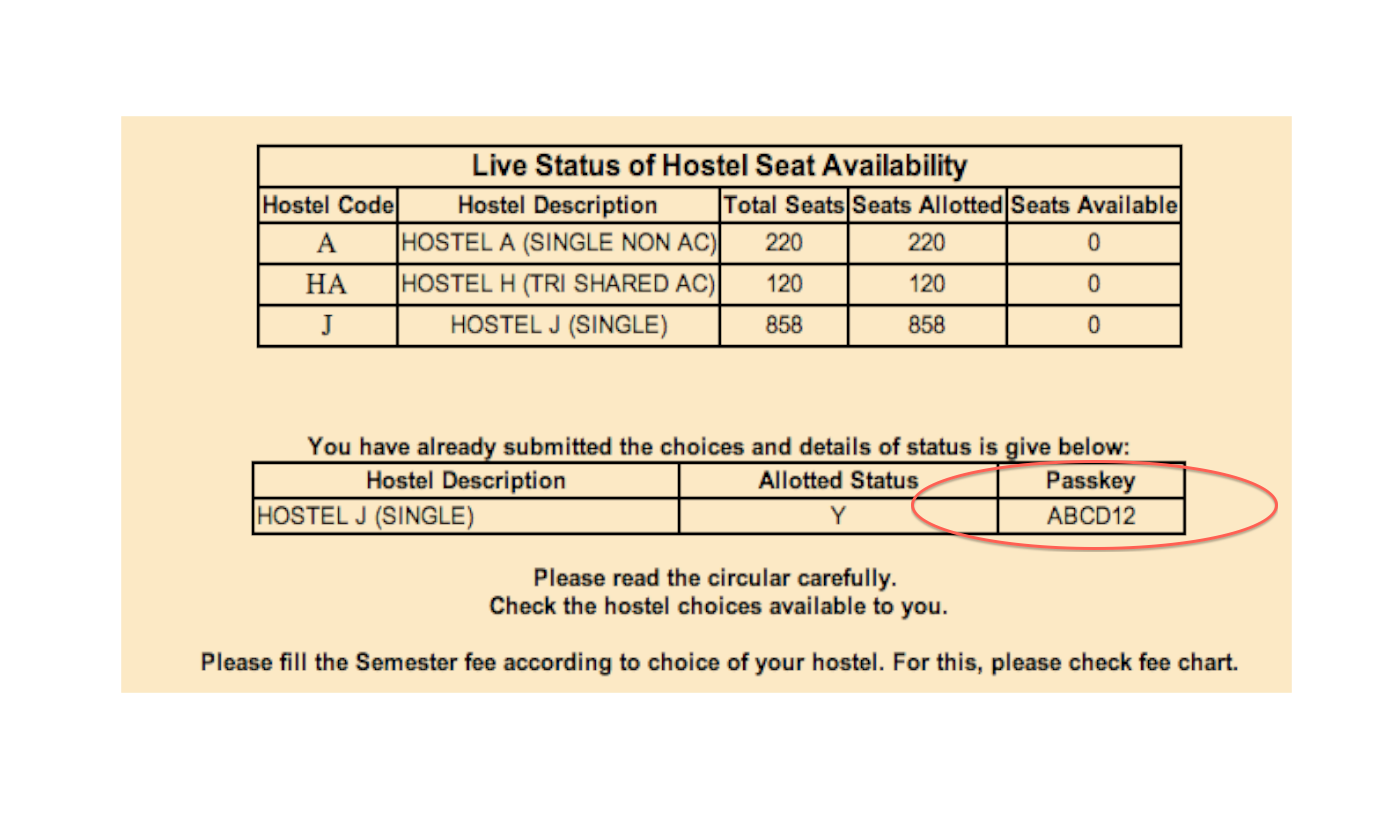 Live Status of Hostel Seat Availability
Hostel Code Hostel Description Total Seats Seats Allotted Seats Available
A HOSTEL A (SINGLE NON AC) 220 220 0
HA HOSTEL H (TRI SHARED AC) 120 120 0
J HOSTEL J (SINGLE) 858 858 0
You have already submitted the choices and details of status is give below:
Hostel Description Allotted Status Passkey
HOSTEL J (SINGLE) Y ABCD12
Please read the circular carefully.
Check the hostel choices available to you.
Please fill the Semester fee according to choice of your hostel. For this, please check fee chart.